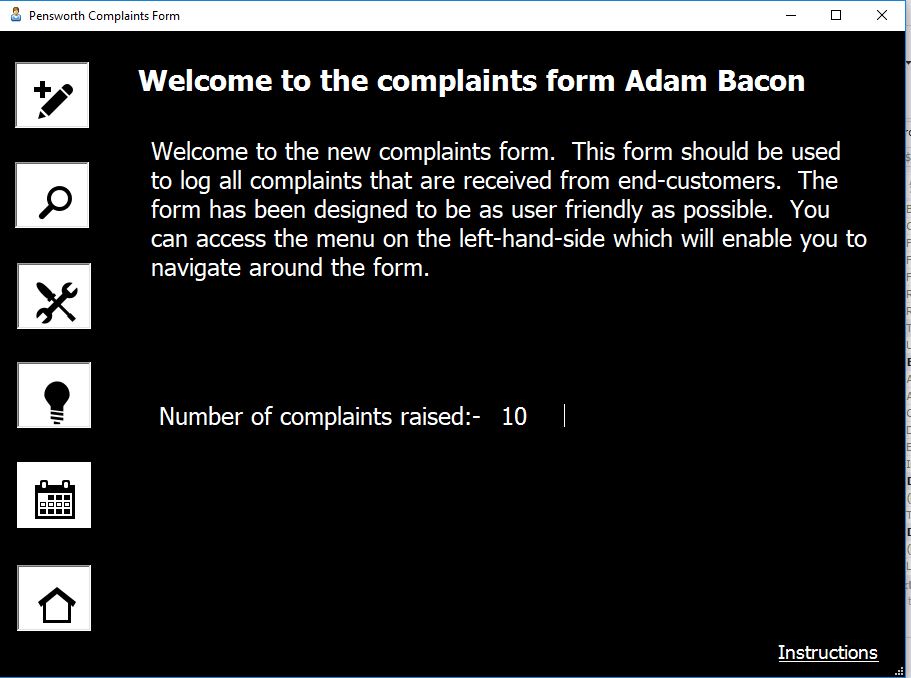 Pensworth Complaints Form
Welcome to the complaints form Adam Bacon
Welcome to the new complaints form.  This form should be used
to log all complaints that are received from end-customers.  The
form has been designed to be as user friendly as possible.  You
can access the menu on the left-hand-side which will enable you to
navigate around the form.
Number of complaints raised:-  10
Instructions